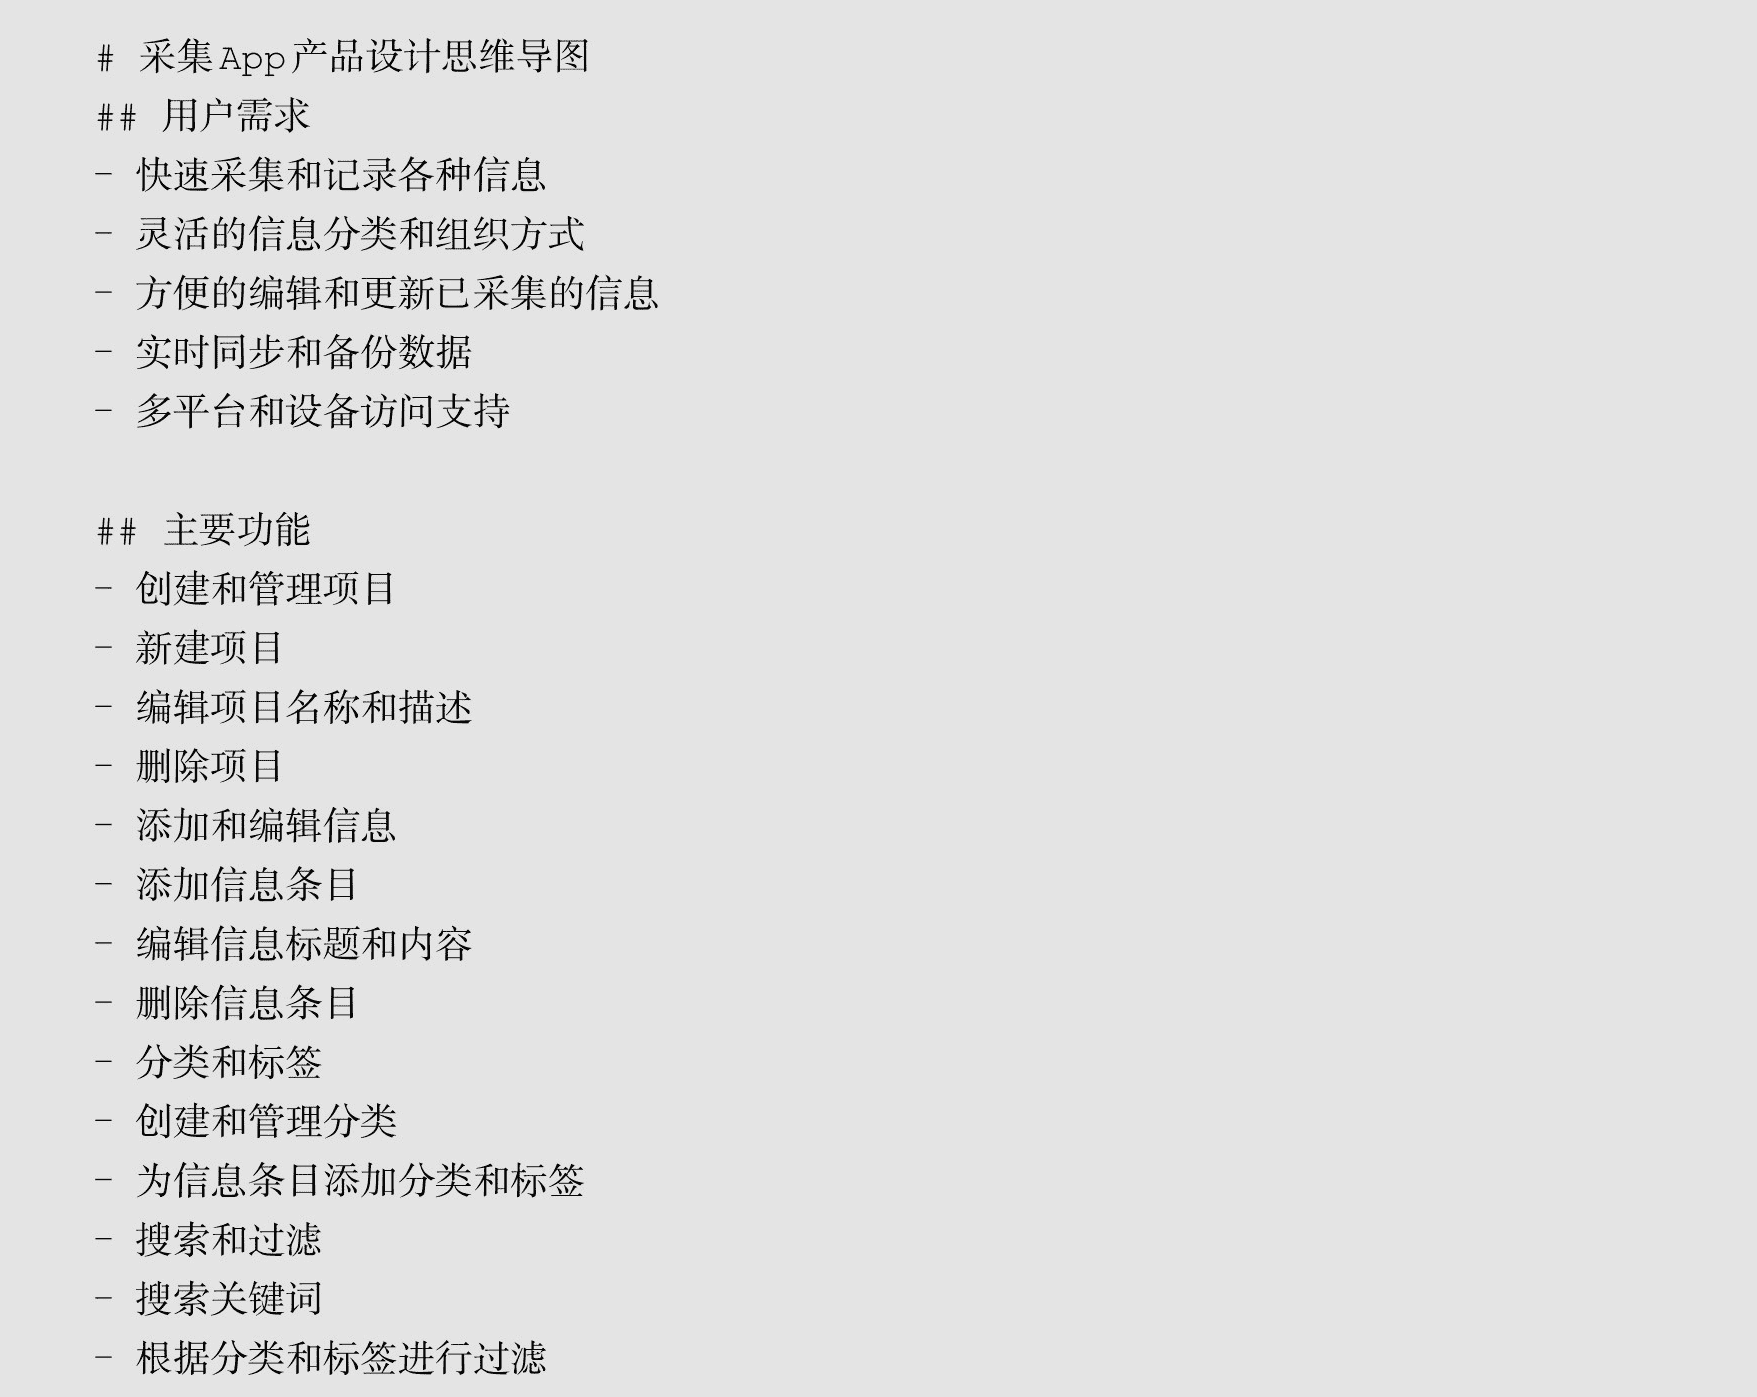 # 采集App产品设计思维导图
## 用户需求
- 快速采集和记录各种信息
- 灵活的信息分类和组织方式
- 方便的编辑和更新已采集的信息
- 实时同步和备份数据
- 多平台和设备访问支持
## 主要功能
- 创建和管理项目
- 新建项目
- 编辑项目名称和描述
- 删除项目
- 添加和编辑信息
- 添加信息条目
- 编辑信息标题和内容
- 删除信息条目
- 分类和标签
- 创建和管理分类
- 为信息条目添加分类和标签
- 搜索和过滤
- 搜索关键词
- 根据分类和标签进行过滤